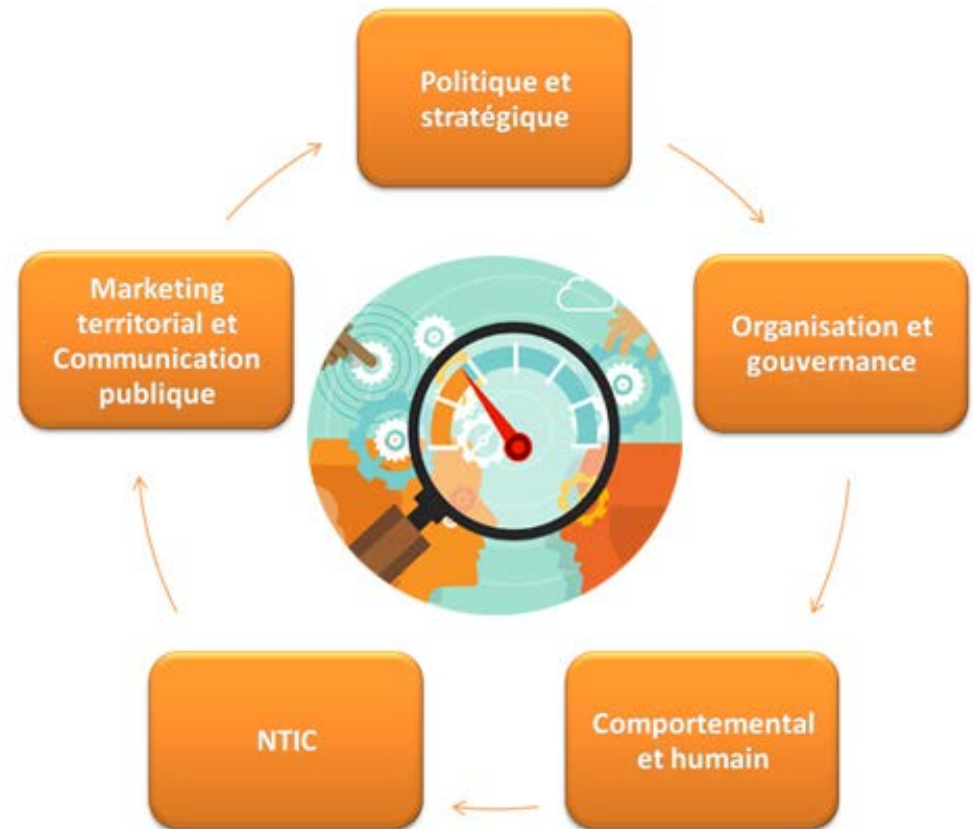 Politique et
stratégique
Organisation et
gouvernance
Comportemental
et humain
NTIC
Marketing
territorial et
Communication
publique